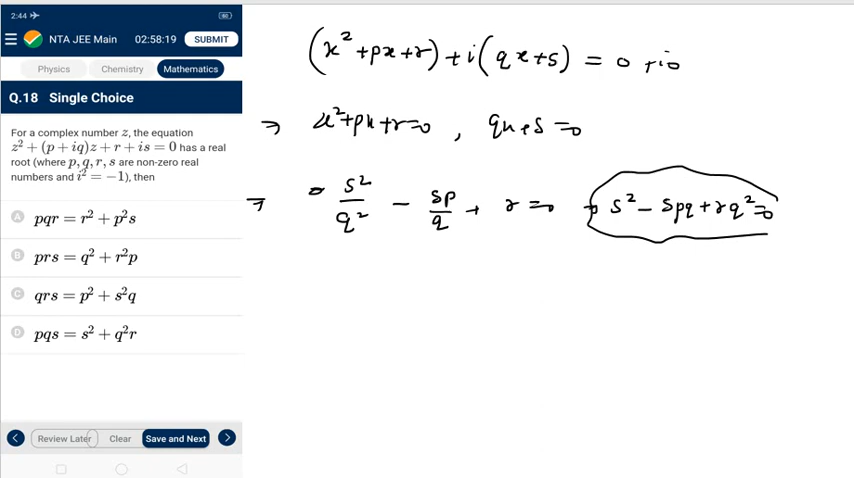 2:44
60
NTA JEE Main 02:58:19 SUBMIT
Physics Chemistry Mathematics
Q.18 Single Choice
For a complex number z, the equation
z² + (p + iq)z + r + is = 0 has a real
root (where p, q, r, s are non-zero real
numbers and i² = −1), then
A pqr = r² + p²s
B prs = q² + r²p
C qrs = p² + s²q
D pqs = s² + q²r
Review Later Clear Save and Next
(x² + px + r) + i(qx + s) = 0 + i0
⇒ x² + px + r = 0 , qx + s = 0
⇒ s²/q² − sp/q + r = 0 ⇒ s² − spq + rq² = 0